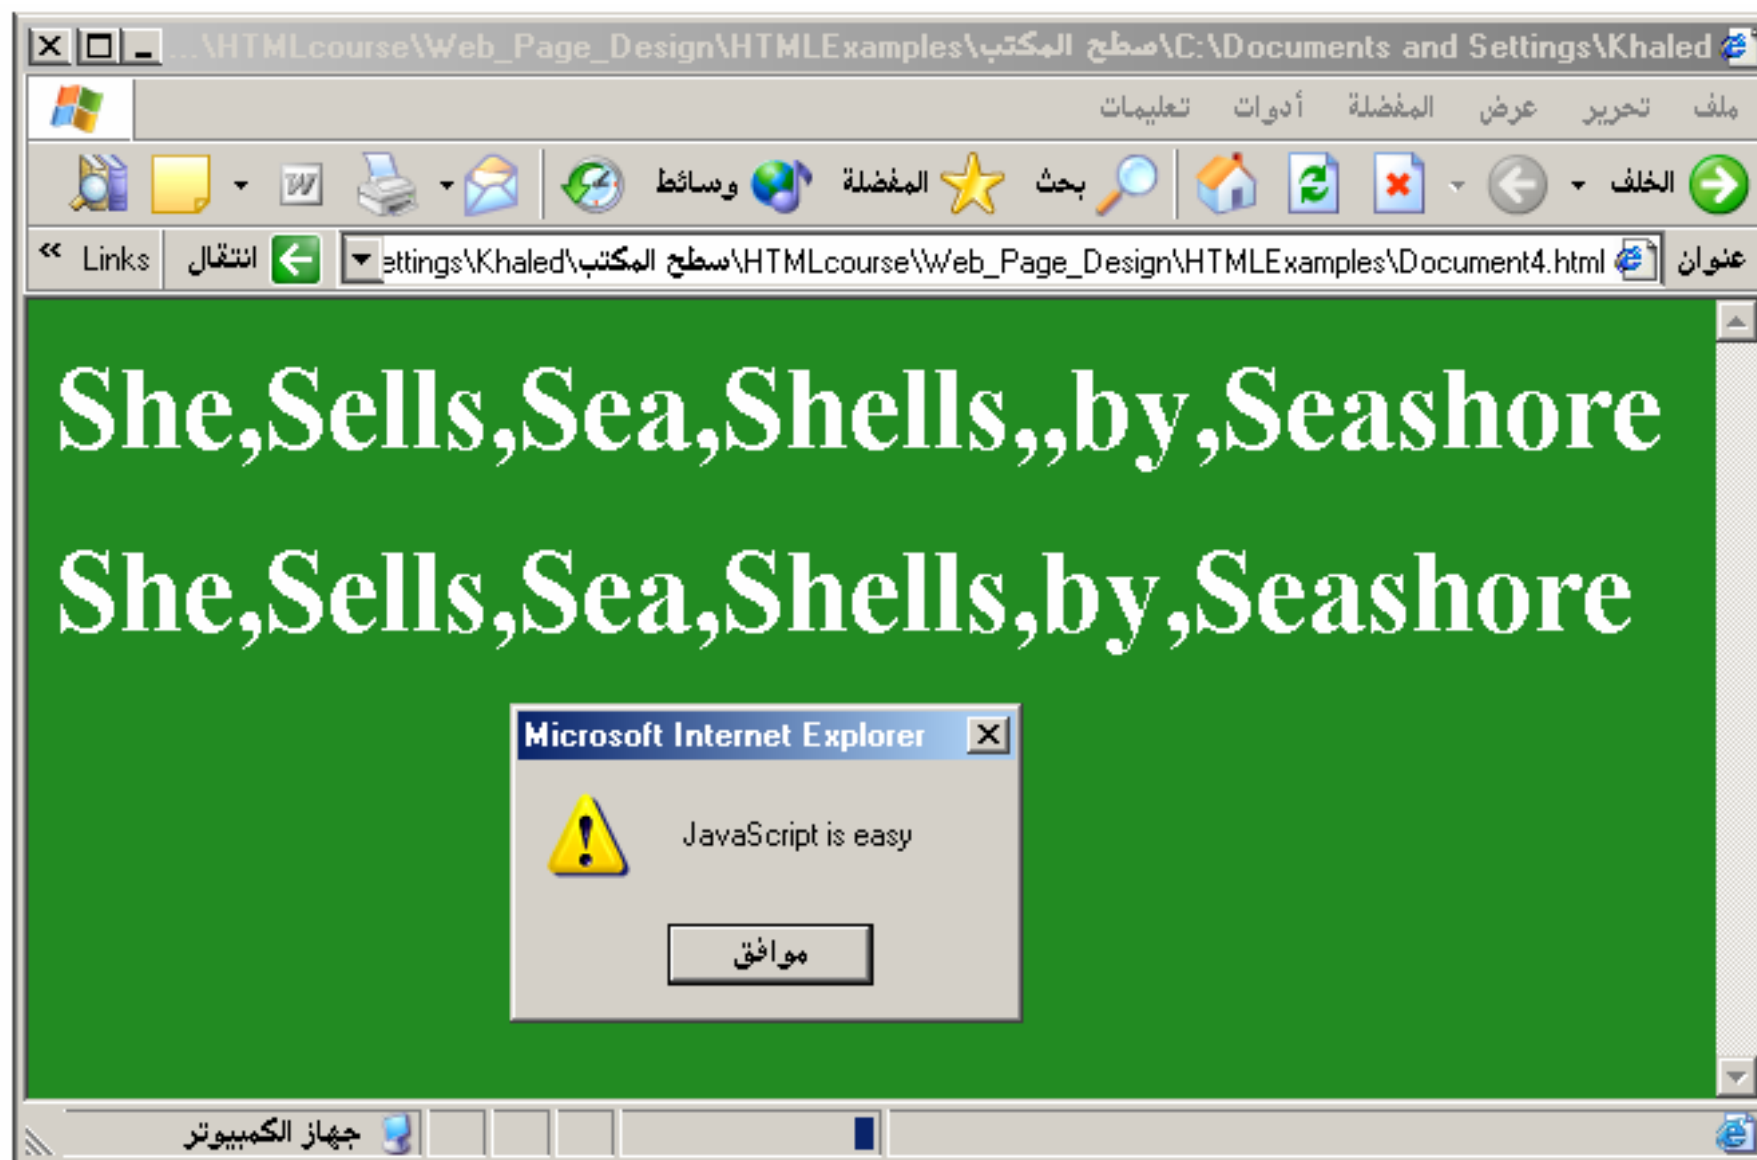 C:\Documents and Settings\Khaled\سطح المكتب\HTMLcourse\Web_Page_Design\HTMLExamples\...
ملف تحرير عرض المفضلة أدوات تعليمات
الخلف بحث المفضلة وسائط
عنوان ettings\Khaled\سطح المكتب\HTMLcourse\Web_Page_Design\HTMLExamples\Document4.html انتقال Links »
She,Sells,Sea,Shells,,by,Seashore
She,Sells,Sea,Shells,by,Seashore
Microsoft Internet Explorer
JavaScript is easy
موافق
جهاز الكمبيوتر